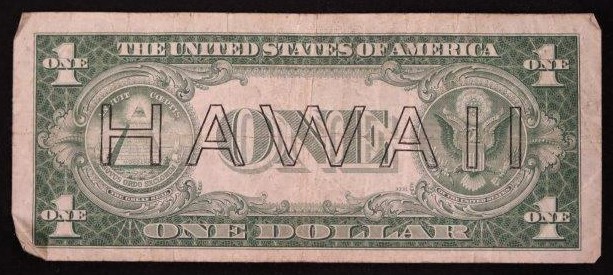 THE UNITED STATES OF AMERICA
1 ONE
1 ONE
HAWAII
ONE
1 ONE
1 ONE
ONE DOLLAR